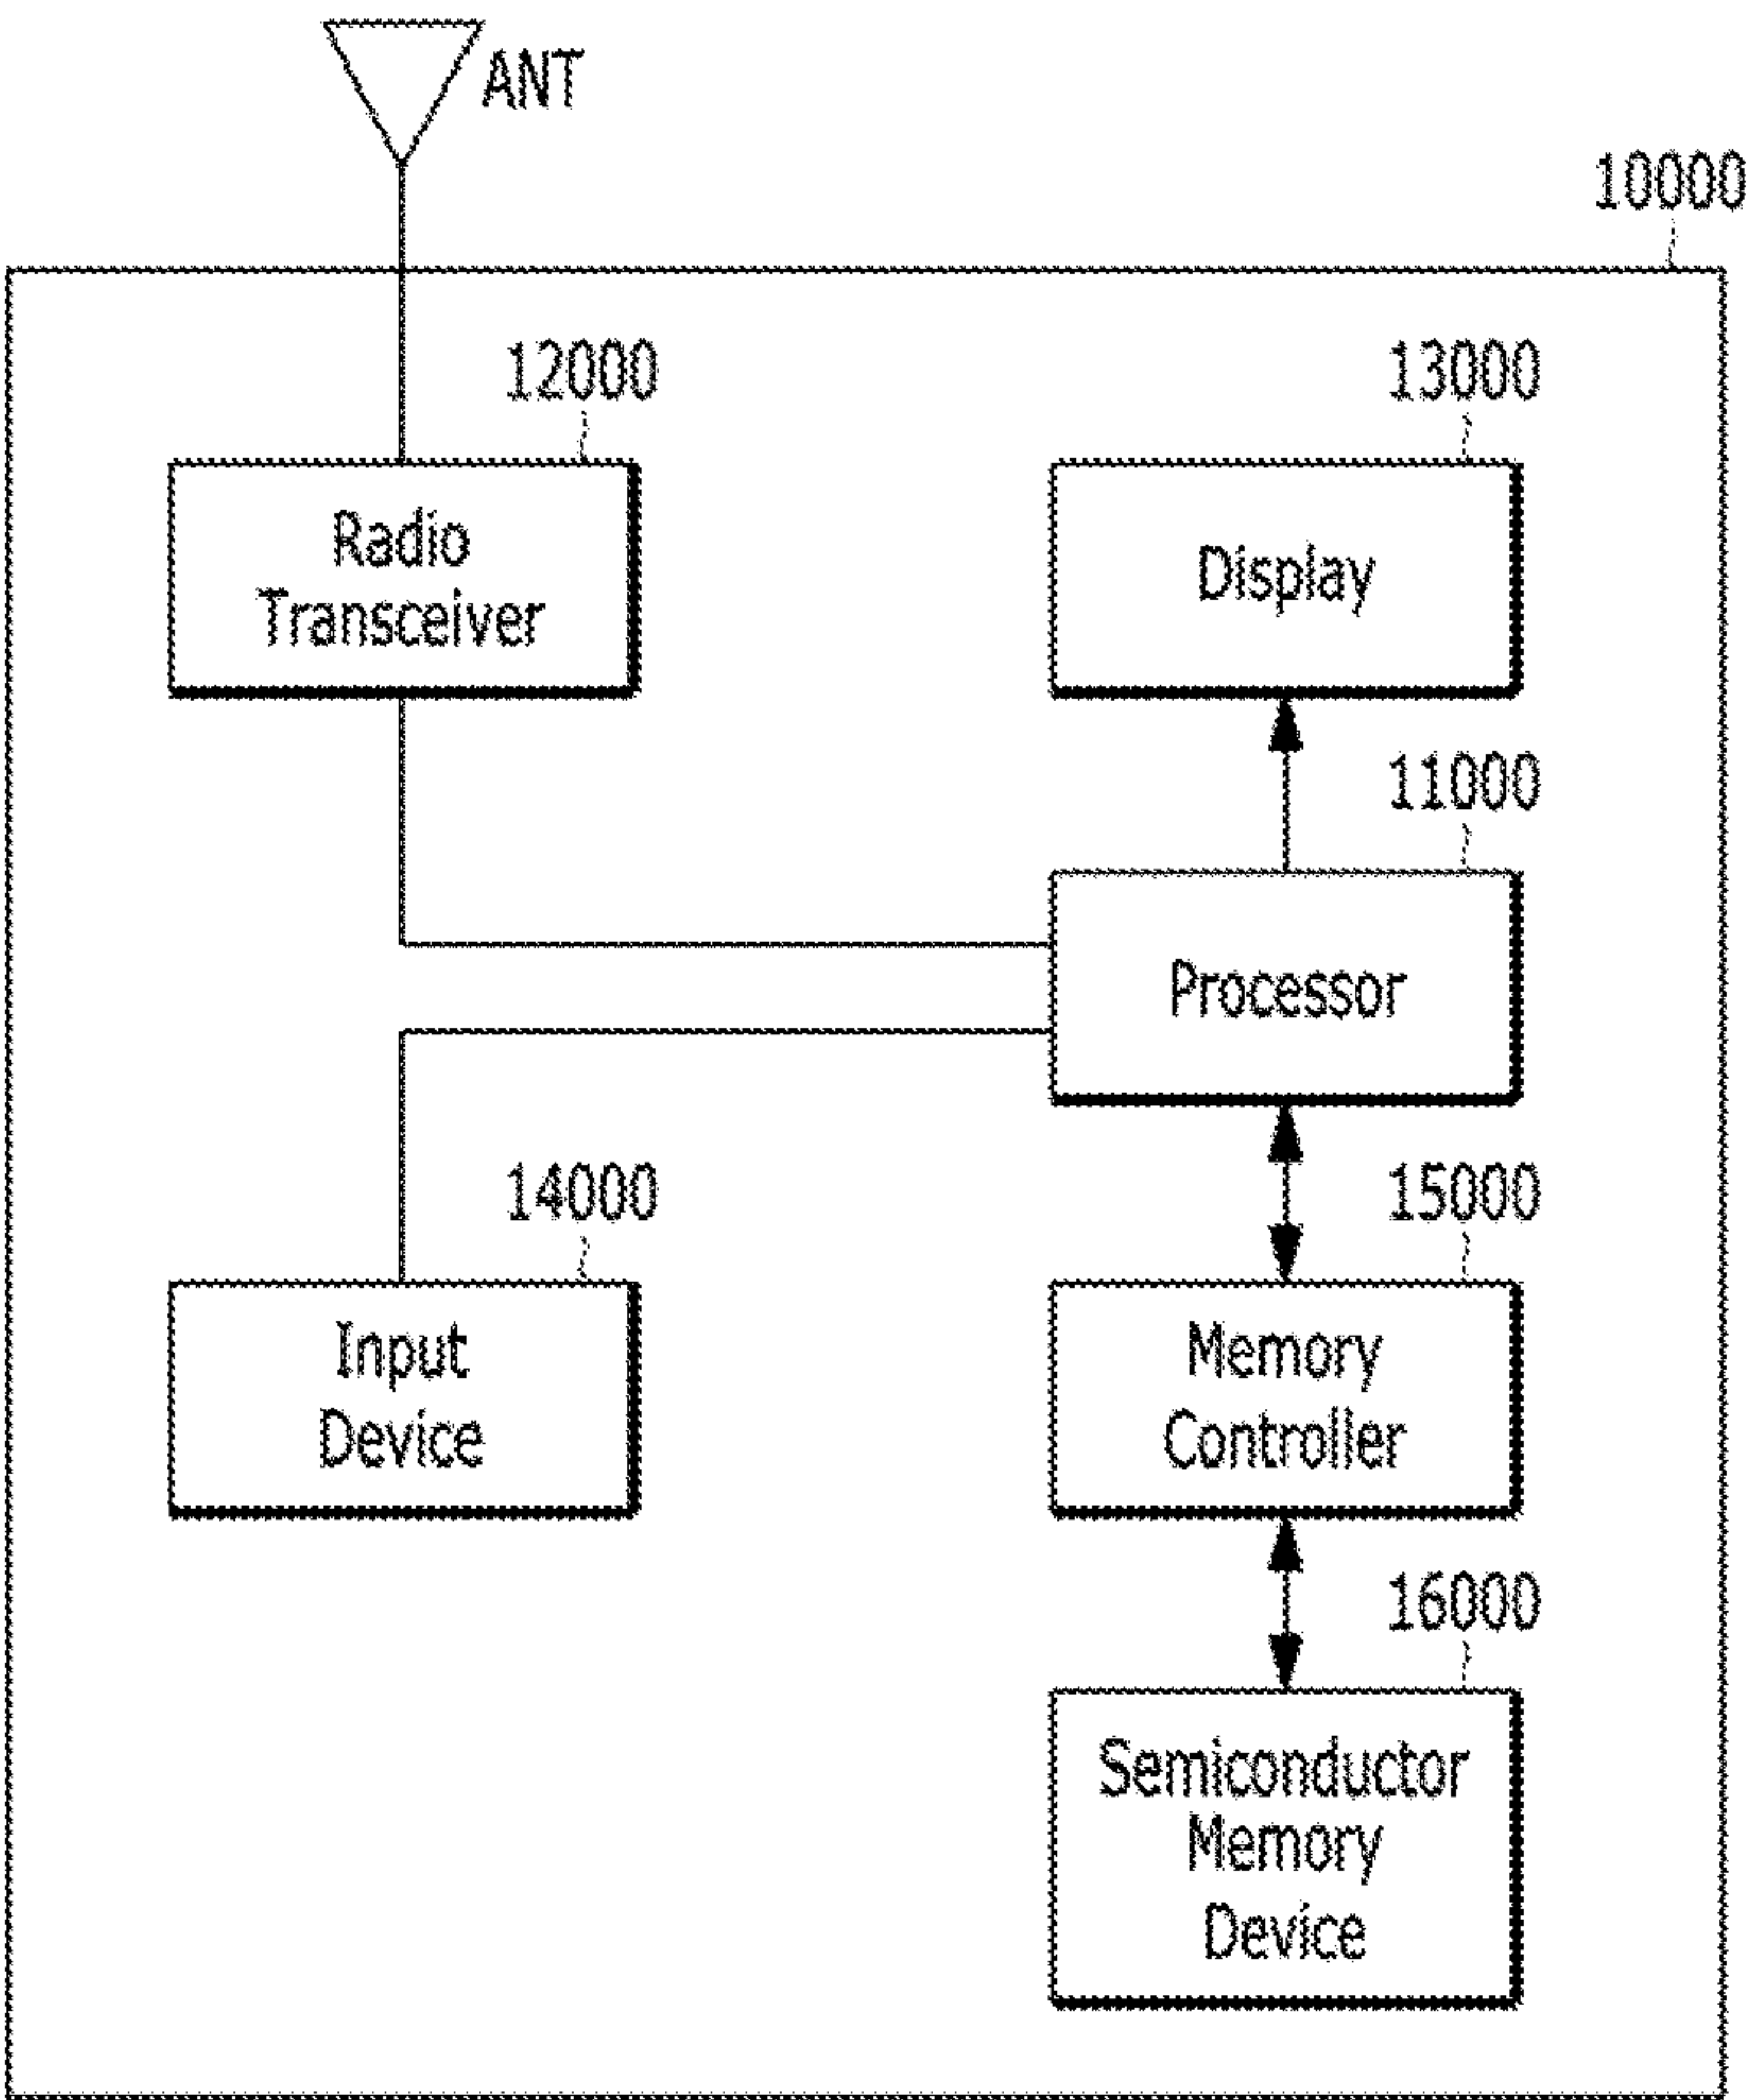 ANT
10000
12000
13000
Radio
Transceiver
Display
11000
Processor
14000
15000
Input
Device
Memory
Controller
16000
Semiconductor
Memory
Device